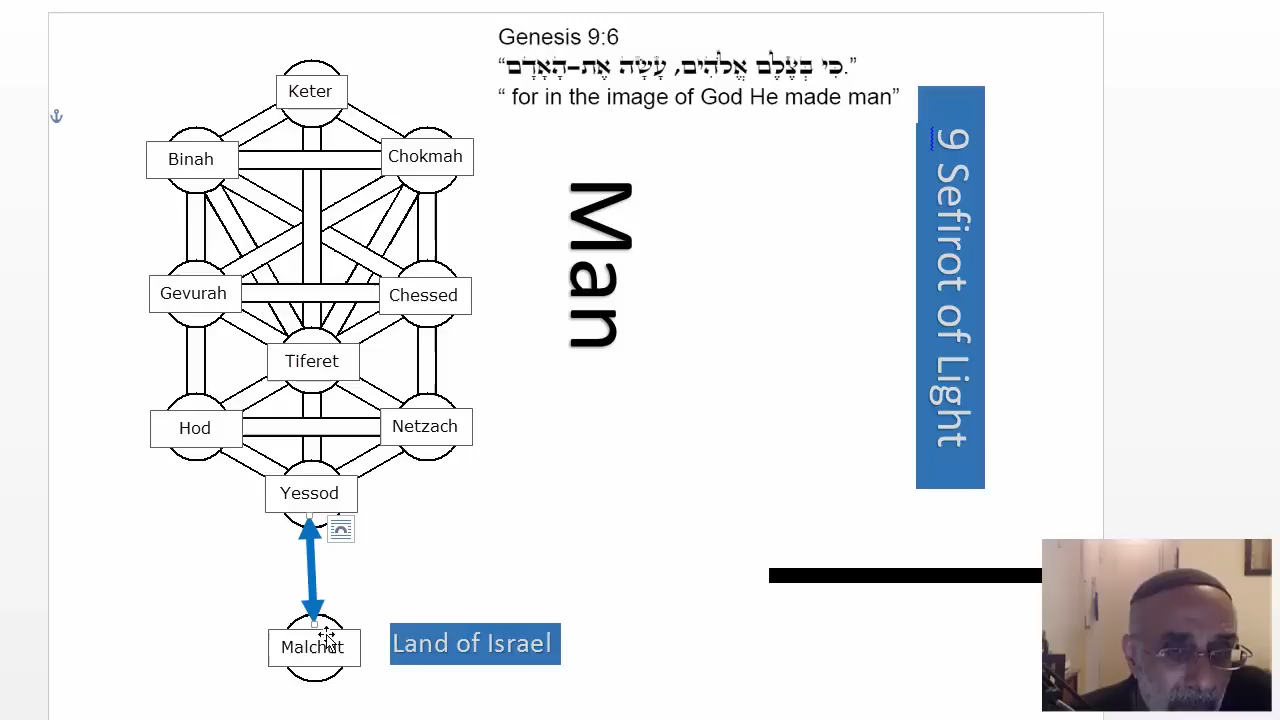 Genesis 9:6
“כִּי בְּצֶלֶם אֱלֹהִים, עָשָׂה אֶת-הָאָדָם.”
“ for in the image of God He made man”
Keter
Binah
Chokmah
Man
9 Sefirot of Light
Gevurah
Chessed
Tiferet
Hod
Netzach
Yessod
Malchut
Land of Israel